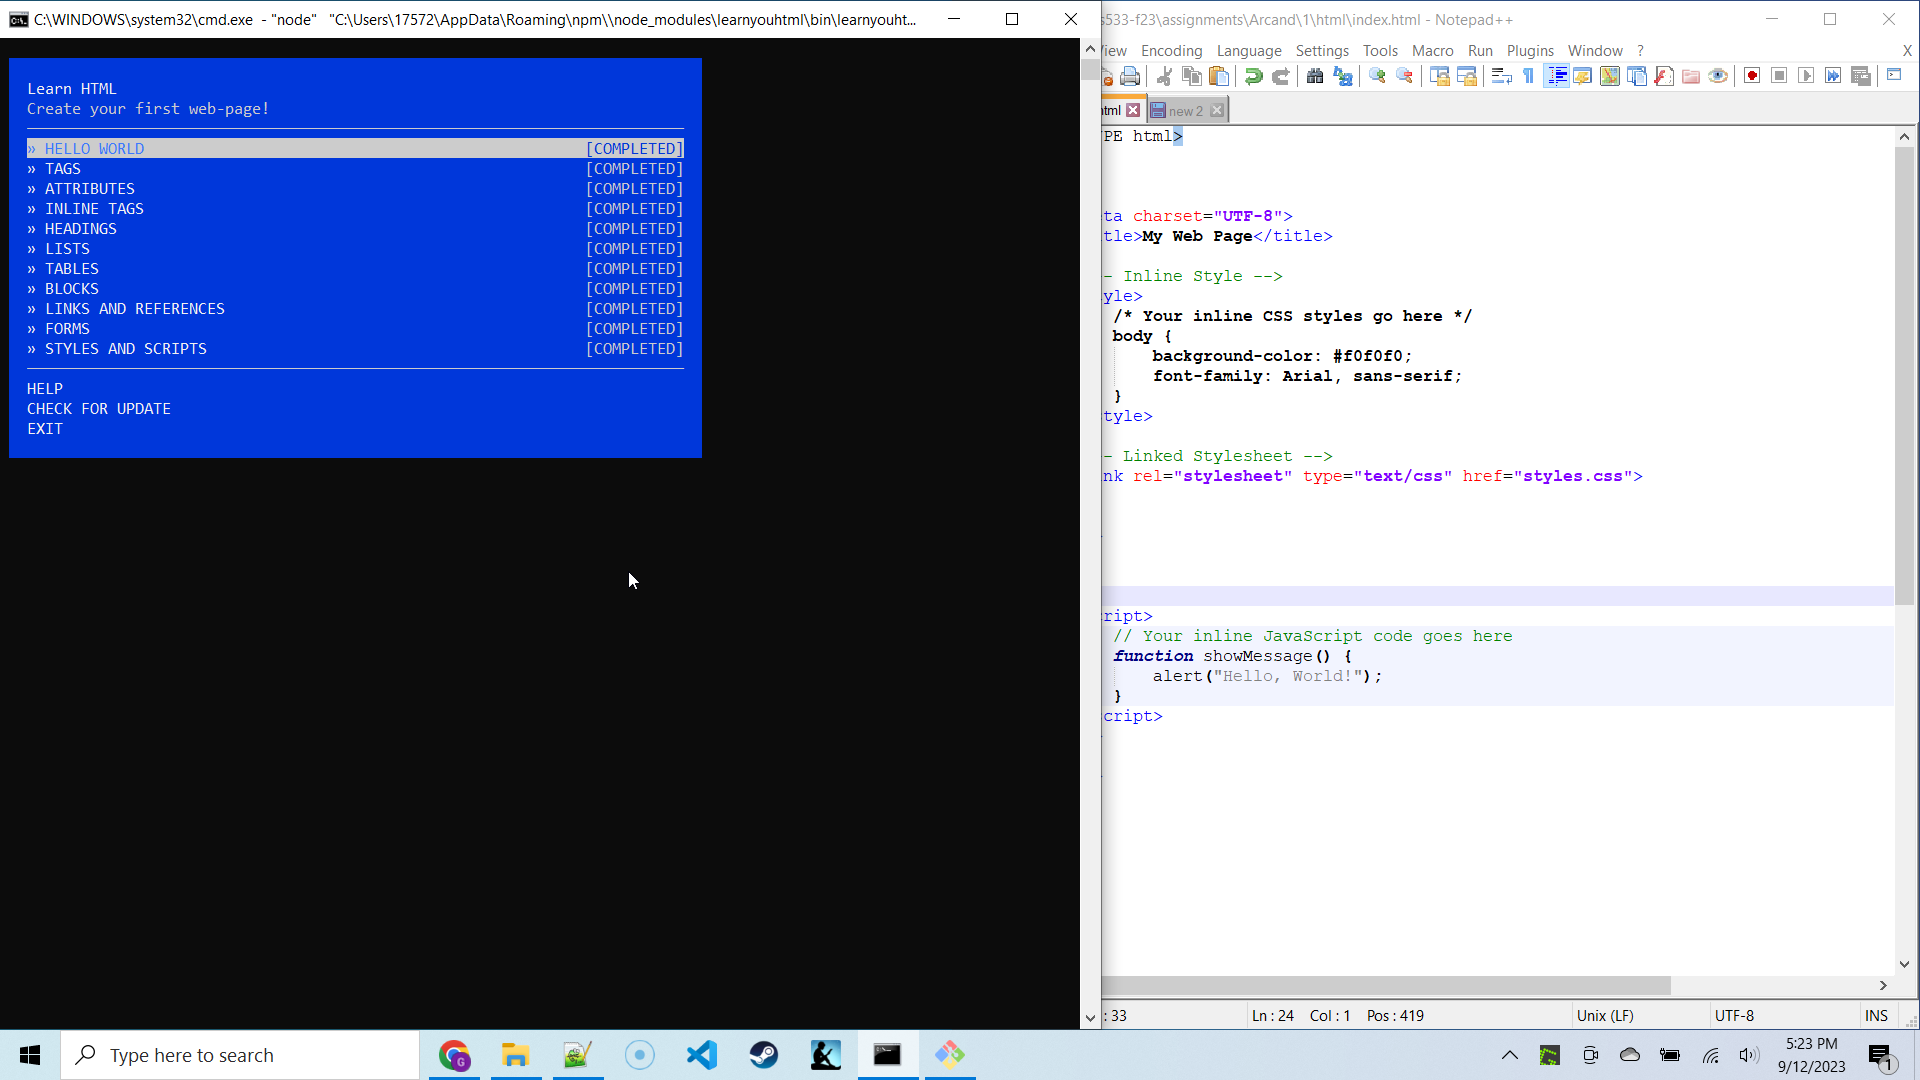 C:\WINDOWS\system32\cmd.exe - "node" "C:\Users\17572\AppData\Roaming\npm\\node_modules\learnyouhtml\bin\learnyouht...
Learn HTML
Create your first web-page!
» HELLO WORLD [COMPLETED]
» TAGS [COMPLETED]
» ATTRIBUTES [COMPLETED]
» INLINE TAGS [COMPLETED]
» HEADINGS [COMPLETED]
» LISTS [COMPLETED]
» TABLES [COMPLETED]
» BLOCKS [COMPLETED]
» LINKS AND REFERENCES [COMPLETED]
» FORMS [COMPLETED]
» STYLES AND SCRIPTS [COMPLETED]
HELP
CHECK FOR UPDATE
EXIT
s533-f23\assignments\Arcand\1\html\index.html - Notepad++
iew Encoding Language Settings Tools Macro Run Plugins Window ? X
tml new 2
PE html>
ta charset="UTF-8">
tle>My Web Page</title>
- Inline Style -->
yle>
/* Your inline CSS styles go here */
body {
background-color: #f0f0f0;
font-family: Arial, sans-serif;
}
tyle>
- Linked Stylesheet -->
nk rel="stylesheet" type="text/css" href="styles.css">
ript>
// Your inline JavaScript code goes here
function showMessage() {
alert("Hello, World!");
}
cript>
: 33 Ln : 24 Col : 1 Pos : 419 Unix (LF) UTF-8 INS
Type here to search
G
5:23 PM
9/12/2023
1